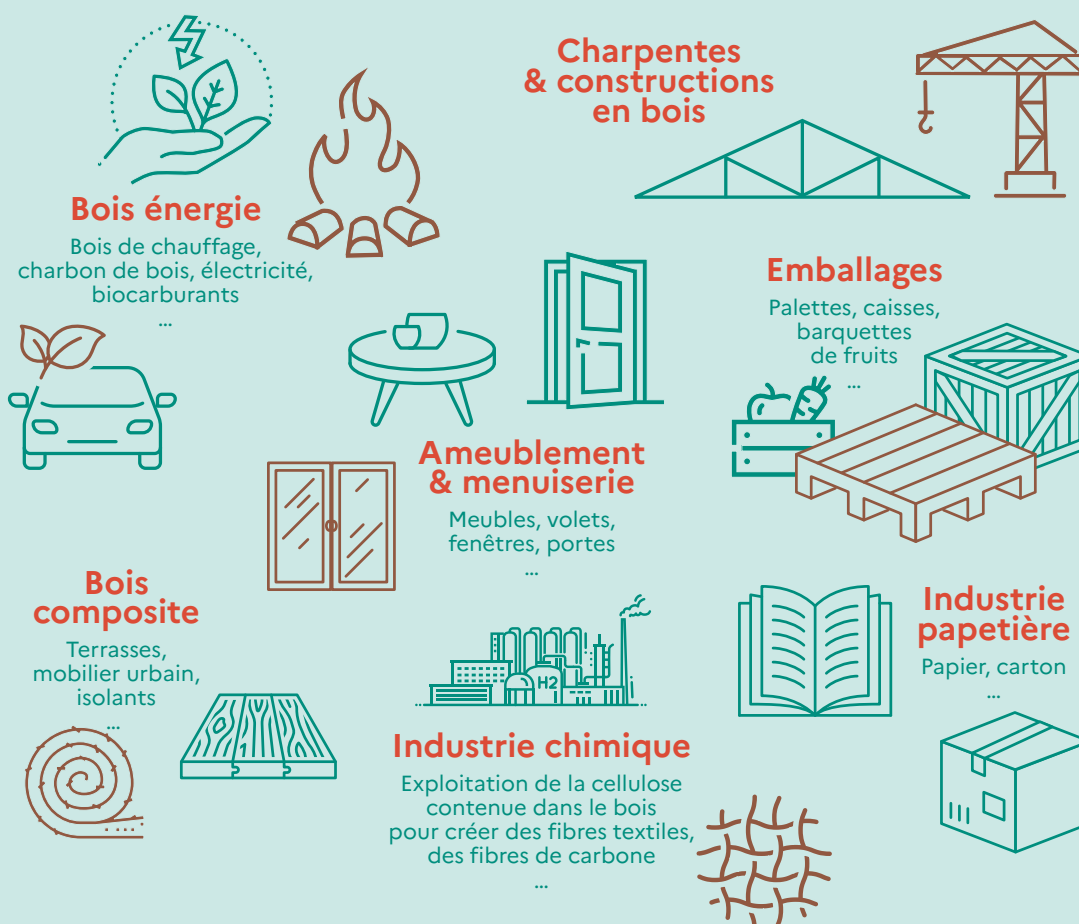 Charpentes
& constructions
en bois
Bois énergie
Bois de chauffage,
charbon de bois, électricité,
biocarburants
...
Emballages
Palettes, caisses,
barquettes
de fruits
...
Ameublement
& menuiserie
Meubles, volets,
fenêtres, portes
...
Bois
composite
Terrasses,
mobilier urbain,
isolants
...
Industrie
papetière
Papier, carton
...
H2
Industrie chimique
Exploitation de la cellulose
contenue dans le bois
pour créer des fibres textiles,
des fibres de carbone
...